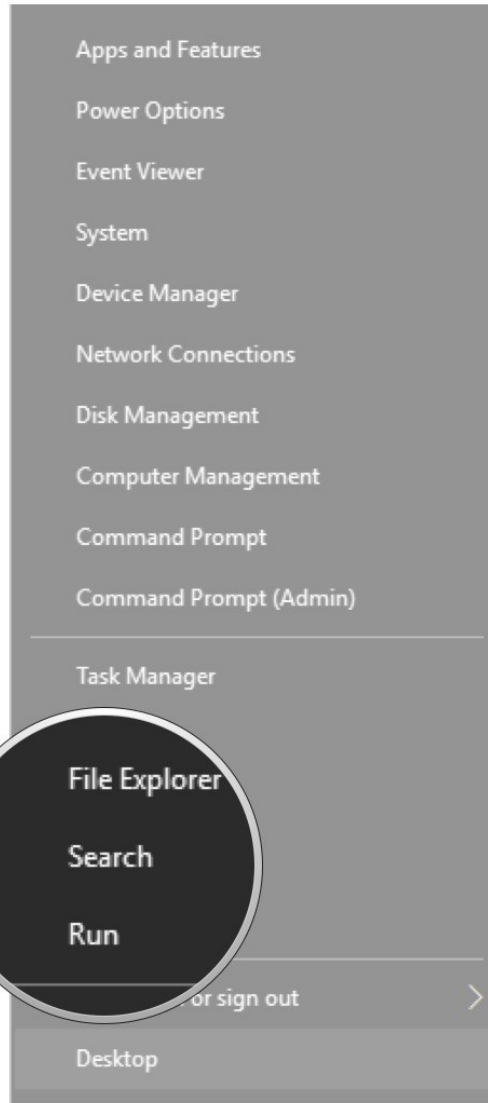 Apps and Features
Power Options
Event Viewer
System
Device Manager
Network Connections
Disk Management
Computer Management
Command Prompt
Command Prompt (Admin)
Task Manager
File Explorer
Search
Run
or sign out
Desktop